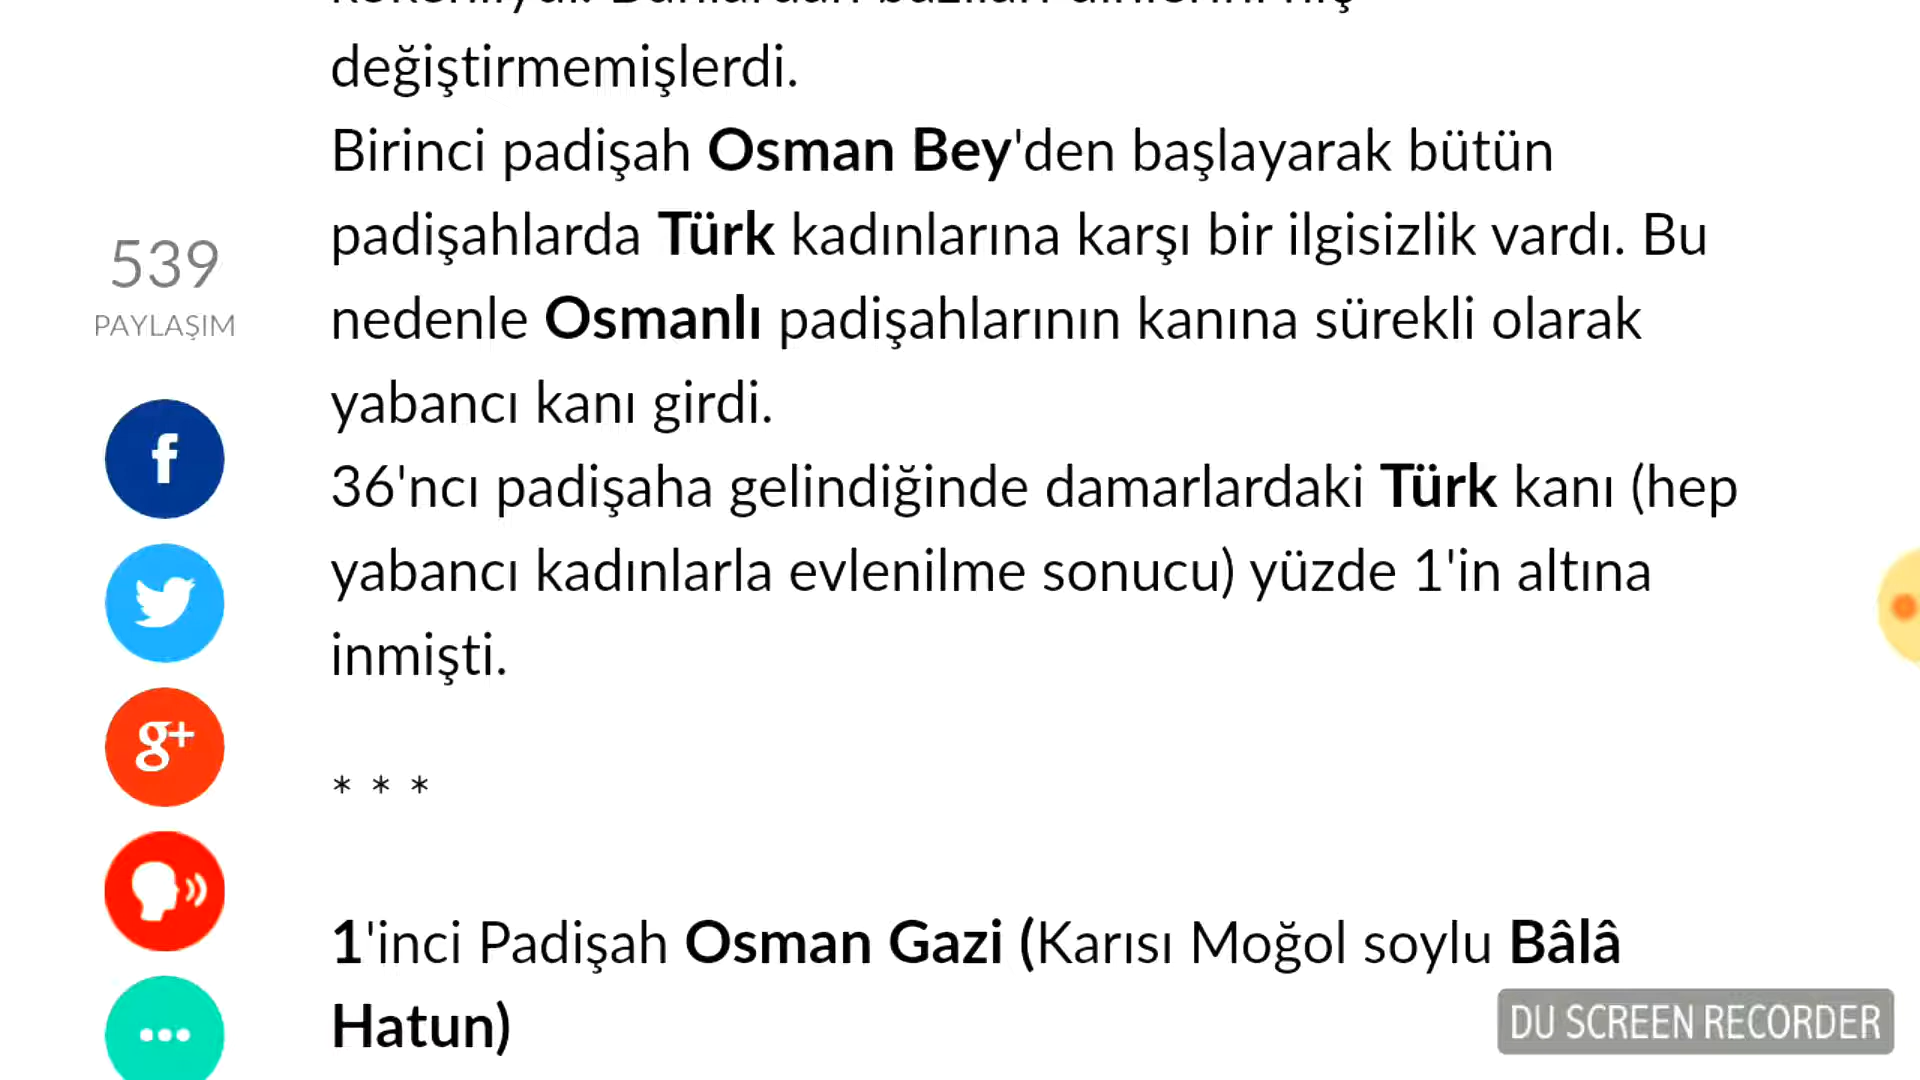 değiştirmemişlerdi.
Birinci padişah Osman Bey'den başlayarak bütün
padişahlarda Türk kadınlarına karşı bir ilgisizlik vardı. Bu
nedenle Osmanlı padişahlarının kanına sürekli olarak
yabancı kanı girdi.
36'ncı padişaha gelindiğinde damarlardaki Türk kanı (hep
yabancı kadınlarla evlenilme sonucu) yüzde 1'in altına
inmişti.
* * *
1'inci Padişah Osman Gazi (Karısı Moğol soylu Bâlâ
Hatun)
539
PAYLAŞIM
f
g+
DU SCREEN RECORDER